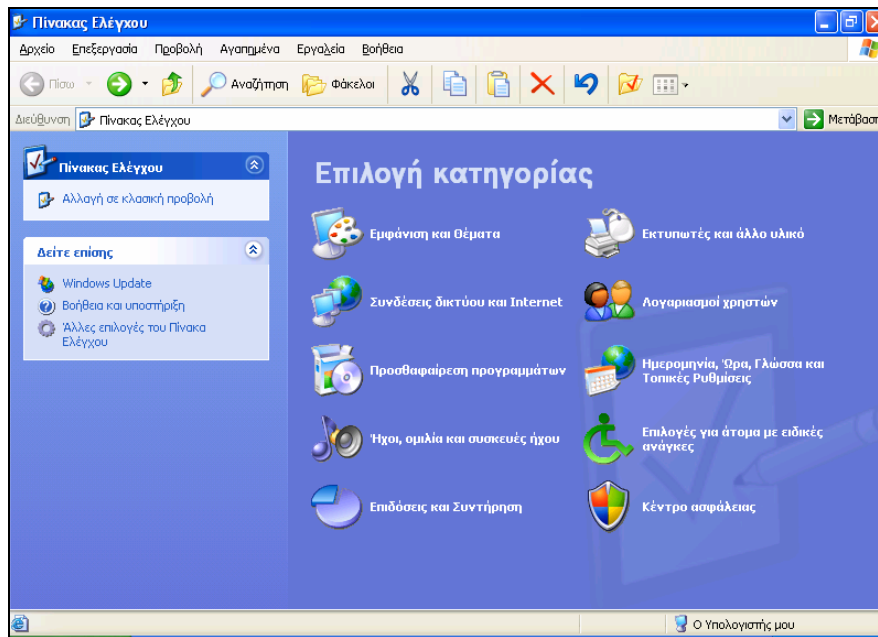 Πίνακας Ελέγχου
Αρχείο Επεξεργασία Προβολή Αγαπημένα Εργαλεία Βοήθεια
Πίσω Αναζήτηση Φάκελοι
Διεύθυνση Πίνακας Ελέγχου Μετάβαση
Πίνακας Ελέγχου
Αλλαγή σε κλασική προβολή
Δείτε επίσης
Windows Update
Βοήθεια και υποστήριξη
Άλλες επιλογές του Πίνακα
Ελέγχου
Επιλογή κατηγορίας
Εμφάνιση και Θέματα
Εκτυπωτές και άλλο υλικό
Συνδέσεις δικτύου και Internet
Λογαριασμοί χρηστών
Προσθαφαίρεση προγραμμάτων
Ημερομηνία, Ώρα, Γλώσσα και
Τοπικές Ρυθμίσεις
Ήχοι, ομιλία και συσκευές ήχου
Επιλογές για άτομα με ειδικές
ανάγκες
Επιδόσεις και Συντήρηση
Κέντρο ασφάλειας
Ο Υπολογιστής μου